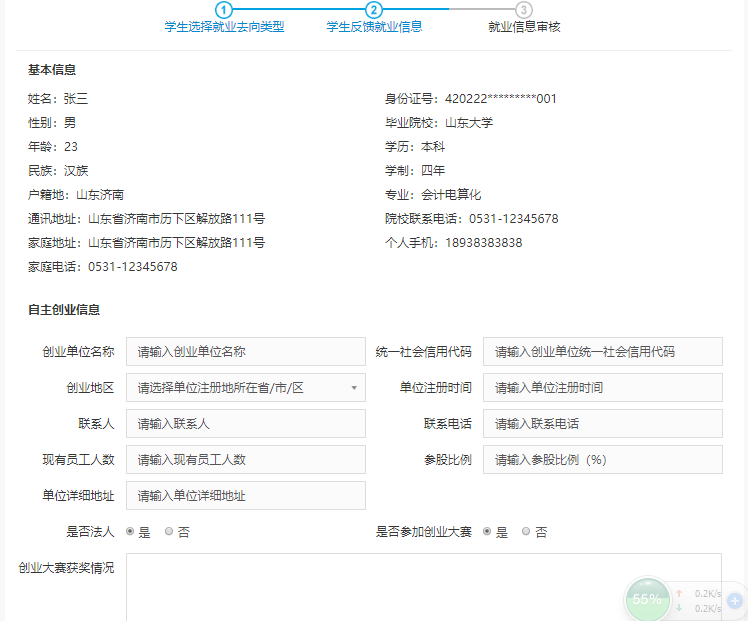 1 2 3
学生选择就业去向类型 学生反馈就业信息 就业信息审核
基本信息
姓名：张三 身份证号：420222*********001
性别：男 毕业院校：山东大学
年龄：23 学历：本科
民族：汉族 学制：四年
户籍地：山东济南 专业：会计电算化
通讯地址：山东省济南市历下区解放路111号 院校联系电话：0531-12345678
家庭地址：山东省济南市历下区解放路111号 个人手机：18938383838
家庭电话：0531-12345678
自主创业信息
创业单位名称 请输入创业单位名称 统一社会信用代码 请输入创业单位统一社会信用代码
创业地区 请选择单位注册地所在省/市/区 单位注册时间 请输入单位注册时间
联系人 请输入联系人 联系电话 请输入联系电话
现有员工人数 请输入现有员工人数 参股比例 请输入参股比例（%）
单位详细地址 请输入单位详细地址
是否法人 是 否 是否参加创业大赛 是 否
创业大赛获奖情况
55% 0.2K/s
0.2K/s